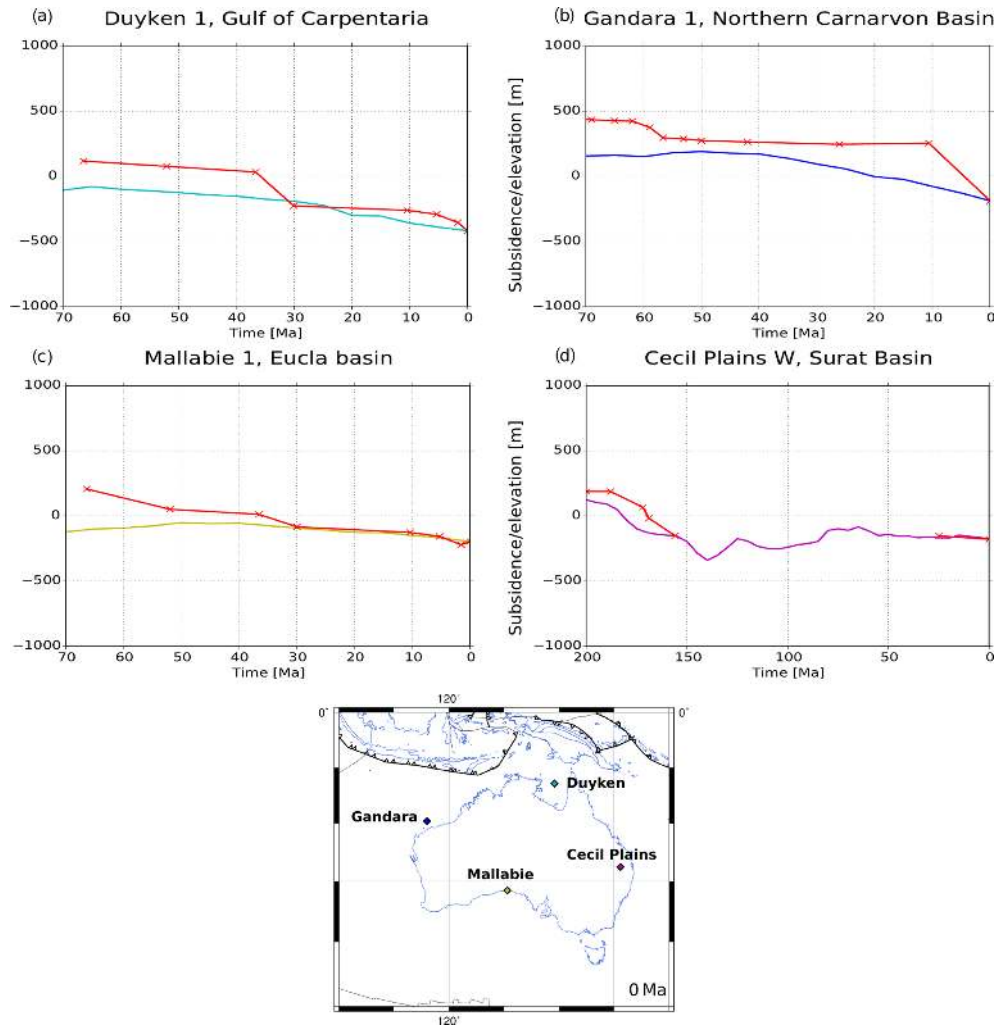 (a) Duyken 1, Gulf of Carpentaria
1000
500
0
−500
−1000
70 60 50 40 30 20 10 0
Time [Ma]
(b) Gandara 1, Northern Carnarvon Basin
Subsidence/elevation [m]
1000
500
0
−500
−1000
70 60 50 40 30 20 10 0
Time [Ma]
(c) Mallabie 1, Eucla basin
1000
500
0
−500
−1000
70 60 50 40 30 20 10 0
Time [Ma]
(d) Cecil Plains W, Surat Basin
Subsidence/elevation [m]
1000
500
0
−500
−1000
200 150 100 50 0
Time [Ma]
120˚
0˚ 0˚
Duyken
Gandara
Cecil Plains
Mallabie
0 Ma
120˚